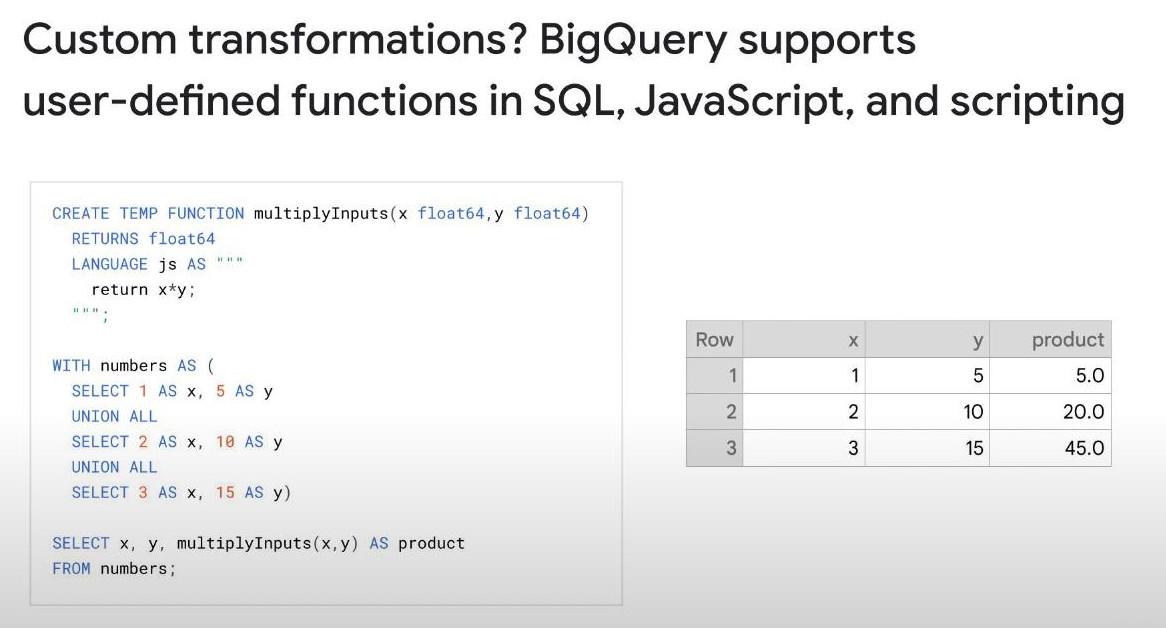 Custom transformations? BigQuery supports
user-defined functions in SQL, JavaScript, and scripting
CREATE TEMP FUNCTION multiplyInputs(x float64,y float64)
RETURNS float64
LANGUAGE js AS """
return x*y;
""";
WITH numbers AS (
SELECT 1 AS x, 5 AS y
UNION ALL
SELECT 2 AS x, 10 AS y
UNION ALL
SELECT 3 AS x, 15 AS y)
SELECT x, y, multiplyInputs(x,y) AS product
FROM numbers;
Row x y product
1 1 5 5.0
2 2 10 20.0
3 3 15 45.0